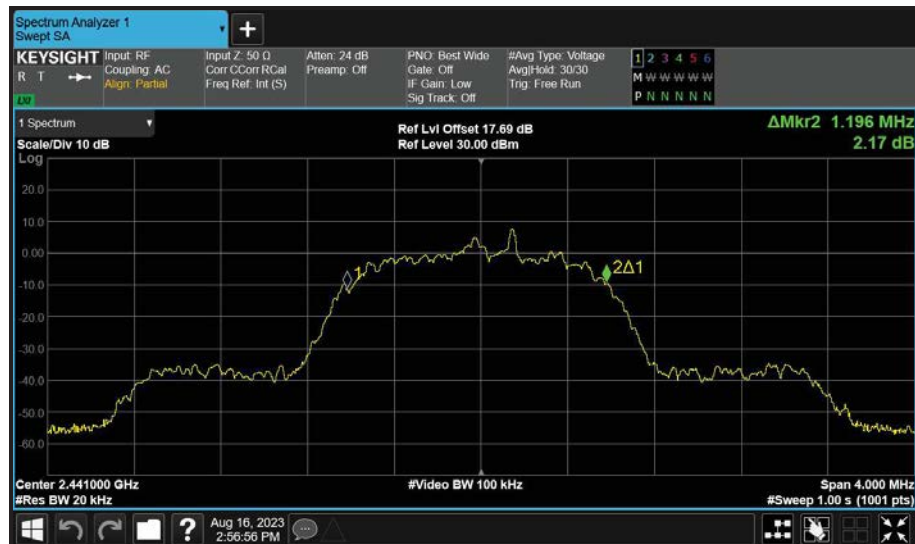 Spectrum Analyzer 1
Swept SA
+
KEYSIGHT
R T
LXI
Input: RF
Coupling: AC
Align: Partial
Input Z: 50 Ω
Corr CCorr RCal
Freq Ref: Int (S)
Atten: 24 dB
Preamp: Off
PNO: Best Wide
Gate: Off
IF Gain: Low
Sig Track: Off
#Avg Type: Voltage
Avg|Hold: 30/30
Trig: Free Run
1 2 3 4 5 6
M W W W W W
P N N N N N
1 Spectrum
Scale/Div 10 dB
Log
Ref Lvl Offset 17.69 dB
Ref Level 30.00 dBm
ΔMkr2 1.196 MHz
2.17 dB
20.0
10.0
0.00
-10.0
-20.0
-30.0
-40.0
-50.0
-60.0
1
2Δ1
Center 2.441000 GHz
#Res BW 20 kHz
#Video BW 100 kHz
Span 4.000 MHz
#Sweep 1.00 s (1001 pts)
?
Aug 16, 2023
2:56:56 PM